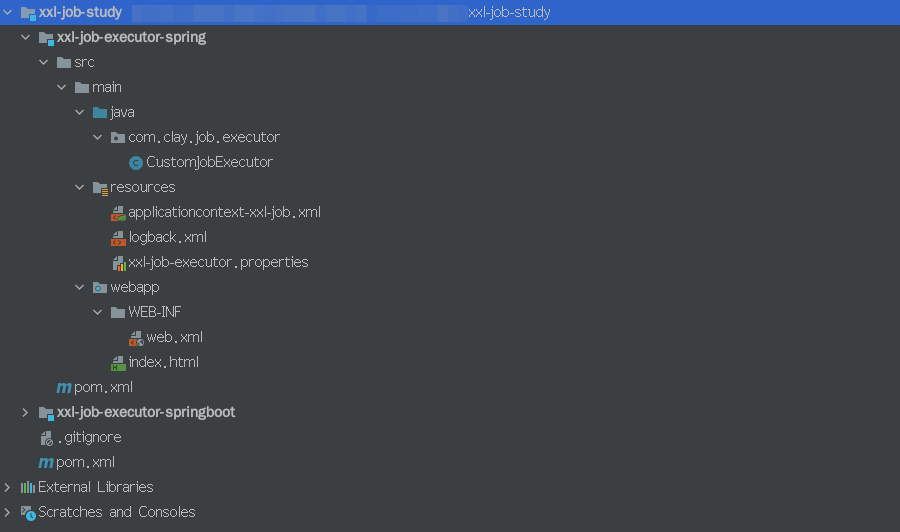 xxl-job-study xxl-job-study
xxl-job-executor-spring
src
main
java
com.clay.job.executor
CustomJobExecutor
resources
applicationcontext-xxl-job.xml
logback.xml
xxl-job-executor.properties
webapp
WEB-INF
web.xml
index.html
pom.xml
xxl-job-executor-springboot
.gitignore
pom.xml
External Libraries
Scratches and Consoles